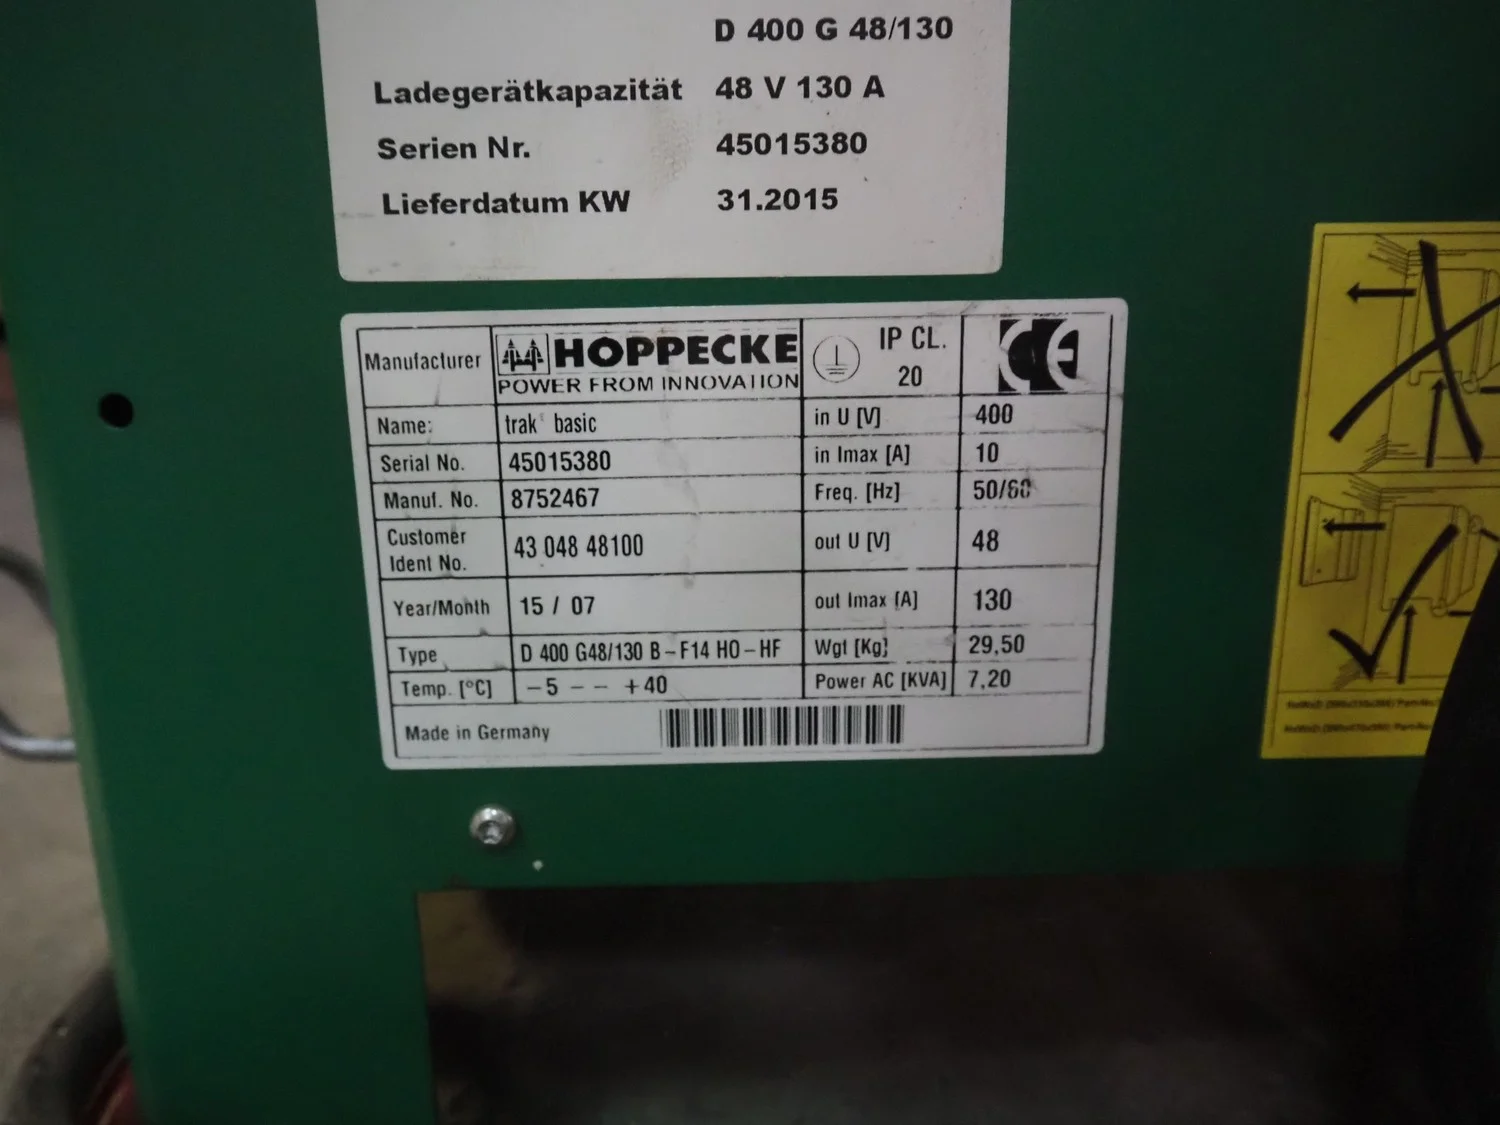 D 400 G 48/130
Ladegerätkapazität 48 V 130 A
Serien Nr. 45015380
Lieferdatum KW 31.2015
Manufacturer HOPPECKE IP CL. CE
POWER FROM INNOVATION 20
Name: trak basic in U [V] 400
Serial No. 45015380 in Imax [A] 10
Manuf. No. 8752467 Freq. [Hz] 50/60
Customer
Ident No. 43 048 48100 out U [V] 48
Year/Month 15 / 07 out Imax [A] 130
Type D 400 G48/130 B-F14 HO-HF Wgt [Kg] 29,50
Temp. [°C] -5 - - +40 Power AC [KVA] 7,20
Made in Germany